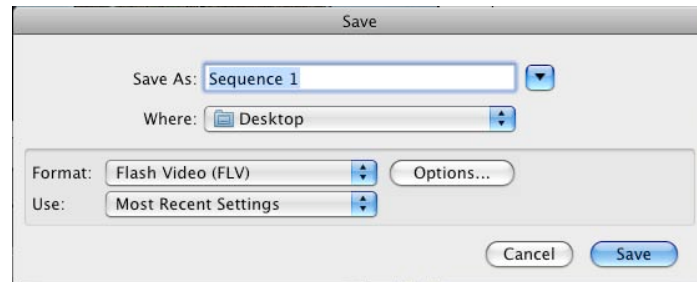 Save
Save As: Sequence 1
Where: Desktop
Format: Flash Video (FLV) Options...
Use: Most Recent Settings
Cancel Save